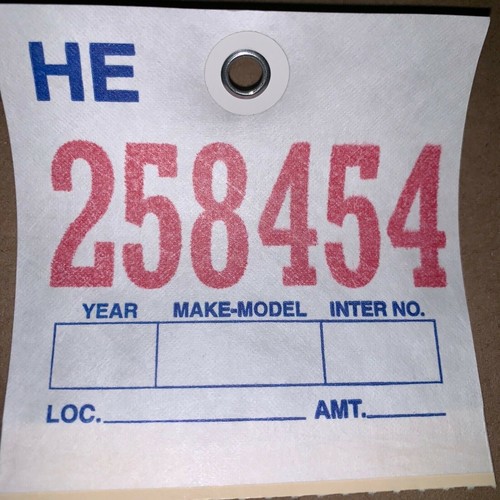 HE
258454
YEAR MAKE-MODEL INTER NO.
LOC. AMT.